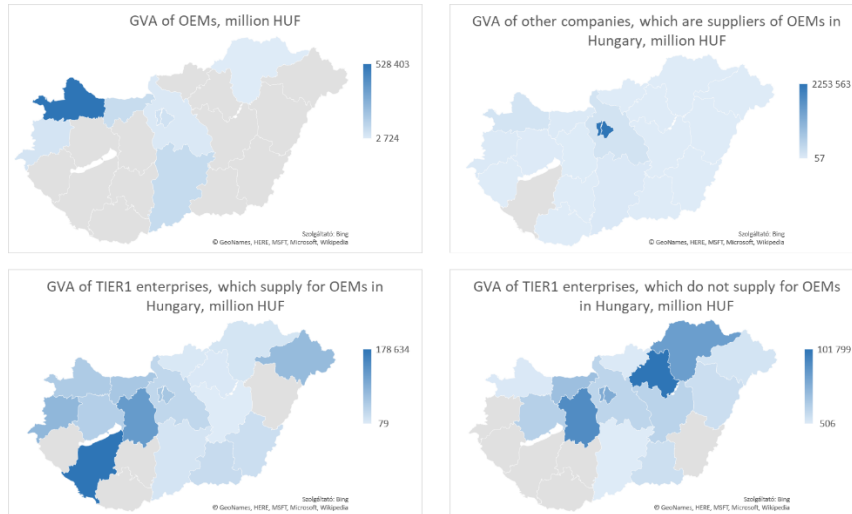 GVA of OEMs, million HUF
528 403
2 724
Szolgáltató: Bing
© GeoNames, HERE, MSFT, Microsoft, Wikipedia
GVA of other companies, which are suppliers of OEMs in
Hungary, million HUF
2253 563
57
Szolgáltató: Bing
© GeoNames, HERE, MSFT, Microsoft, Wikipedia
GVA of TIER1 enterprises, which supply for OEMs in
Hungary, million HUF
178 634
79
Szolgáltató: Bing
© GeoNames, HERE, MSFT, Microsoft, Wikipedia
GVA of TIER1 enterprises, which do not supply for OEMs
in Hungary, million HUF
101 799
506
Szolgáltató: Bing
© GeoNames, HERE, MSFT, Microsoft, Wikipedia